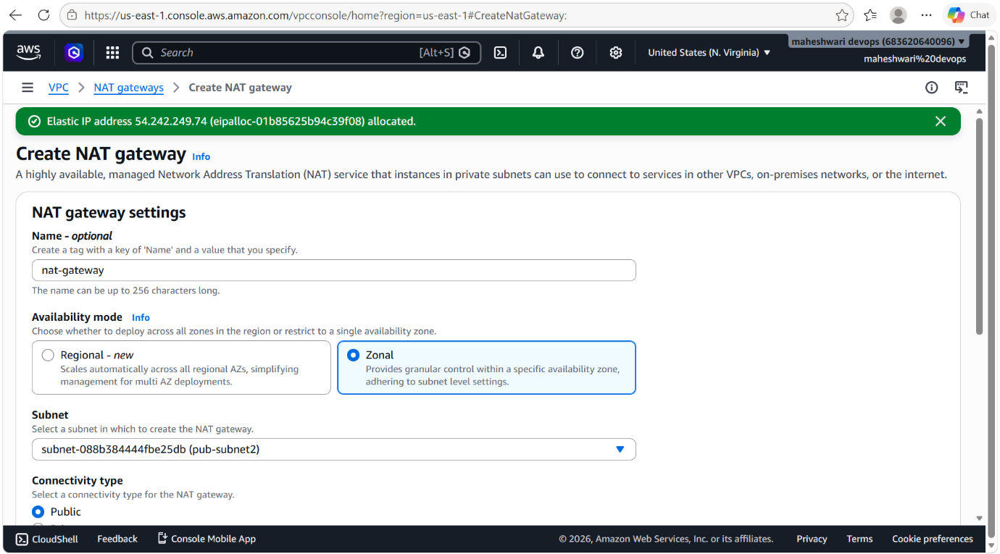 https://us-east-1.console.aws.amazon.com/vpcconsole/home?region=us-east-1#CreateNatGateway:
Chat
aws
Search
[Alt+S]
United States (N. Virginia)
maheshwari devops (683620640096)
maheshwari%20devops
VPC
NAT gateways
Create NAT gateway
Elastic IP address 54.242.249.74 (eipalloc-01b85625b94c39f08) allocated.
Create NAT gateway Info
A highly available, managed Network Address Translation (NAT) service that instances in private subnets can use to connect to services in other VPCs, on-premises networks, or the internet.
NAT gateway settings
Name - optional
Create a tag with a key of 'Name' and a value that you specify.
nat-gateway
The name can be up to 256 characters long.
Availability mode Info
Choose whether to deploy across all zones in the region or restrict to a single availability zone.
Regional - new
Scales automatically across all regional AZs, simplifying
management for multi AZ deployments.
Zonal
Provides granular control within a specific availability zone,
adhering to subnet level settings.
Subnet
Select a subnet in which to create the NAT gateway.
subnet-088b384444fbe25db (pub-subnet2)
Connectivity type
Select a connectivity type for the NAT gateway.
Public
CloudShell
Feedback
Console Mobile App
© 2026, Amazon Web Services, Inc. or its affiliates.
Privacy
Terms
Cookie preferences